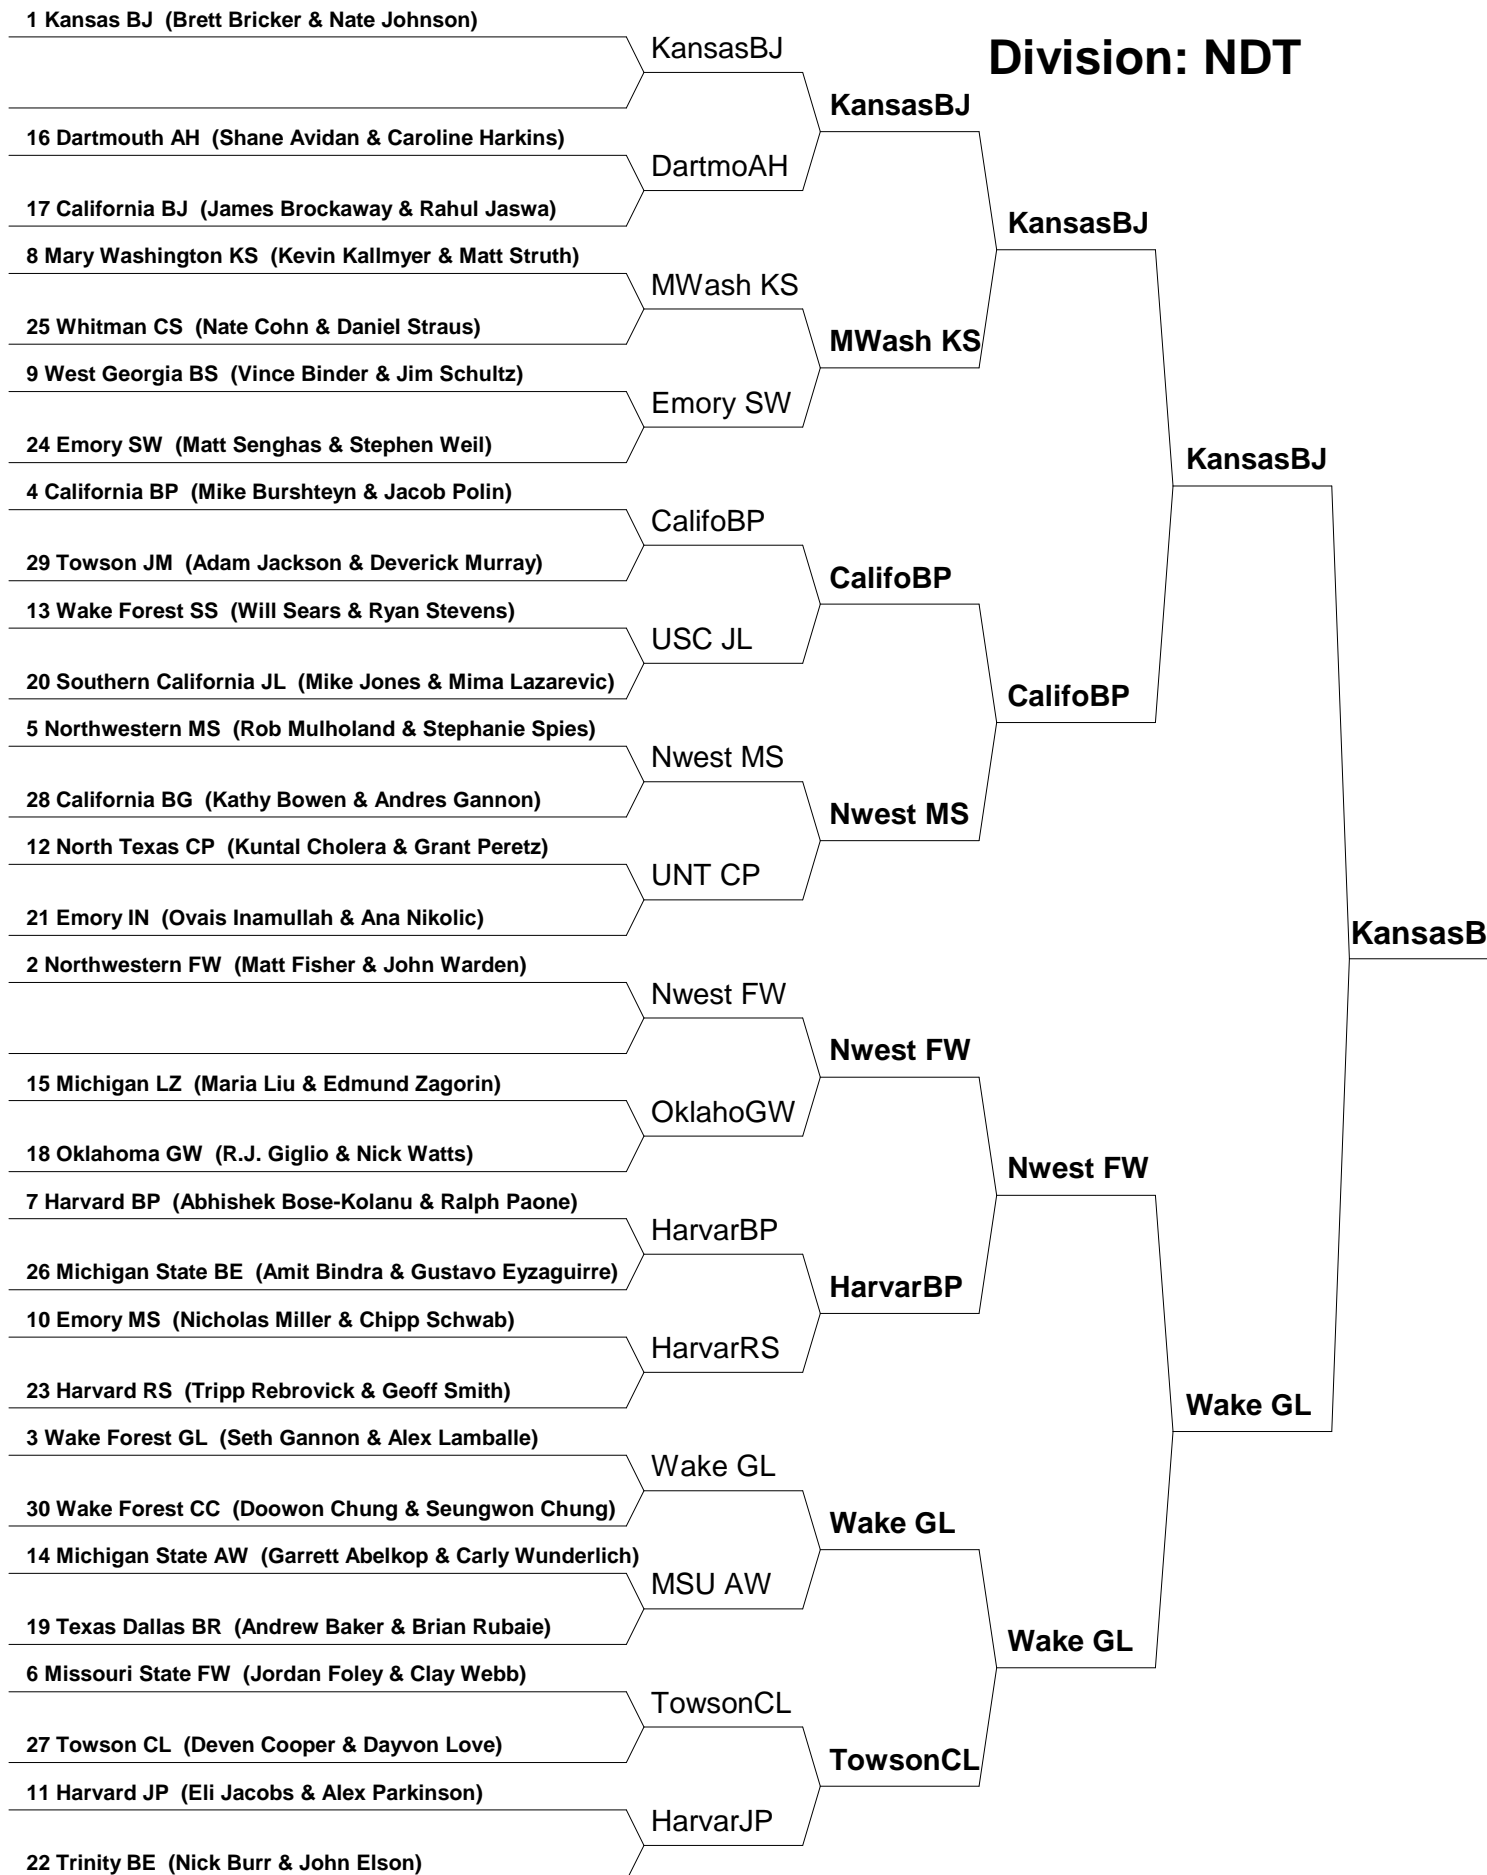 1 Kansas BJ (Brett Bricker & Nate Johnson)
KansasBJ
Division: NDT
KansasBJ
16 Dartmouth AH (Shane Avidan & Caroline Harkins)
DartmoAH
17 California BJ (James Brockaway & Rahul Jaswa)
KansasBJ
8 Mary Washington KS (Kevin Kallmyer & Matt Struth)
MWash KS
25 Whitman CS (Nate Cohn & Daniel Straus)
MWash KS
9 West Georgia BS (Vince Binder & Jim Schultz)
Emory SW
24 Emory SW (Matt Senghas & Stephen Weil)
KansasBJ
4 California BP (Mike Burshteyn & Jacob Polin)
CalifoBP
29 Towson JM (Adam Jackson & Deverick Murray)
CalifoBP
13 Wake Forest SS (Will Sears & Ryan Stevens)
USC JL
20 Southern California JL (Mike Jones & Mima Lazarevic)
CalifoBP
5 Northwestern MS (Rob Mulholand & Stephanie Spies)
Nwest MS
28 California BG (Kathy Bowen & Andres Gannon)
Nwest MS
12 North Texas CP (Kuntal Cholera & Grant Peretz)
UNT CP
21 Emory IN (Ovais Inamullah & Ana Nikolic)
KansasB
2 Northwestern FW (Matt Fisher & John Warden)
Nwest FW
Nwest FW
15 Michigan LZ (Maria Liu & Edmund Zagorin)
OklahoGW
18 Oklahoma GW (R.J. Giglio & Nick Watts)
Nwest FW
7 Harvard BP (Abhishek Bose-Kolanu & Ralph Paone)
HarvarBP
26 Michigan State BE (Amit Bindra & Gustavo Eyzaguirre)
HarvarBP
10 Emory MS (Nicholas Miller & Chipp Schwab)
HarvarRS
23 Harvard RS (Tripp Rebrovick & Geoff Smith)
Wake GL
3 Wake Forest GL (Seth Gannon & Alex Lamballe)
Wake GL
30 Wake Forest CC (Doowon Chung & Seungwon Chung)
Wake GL
14 Michigan State AW (Garrett Abelkop & Carly Wunderlich)
MSU AW
19 Texas Dallas BR (Andrew Baker & Brian Rubaie)
Wake GL
6 Missouri State FW (Jordan Foley & Clay Webb)
TowsonCL
27 Towson CL (Deven Cooper & Dayvon Love)
TowsonCL
11 Harvard JP (Eli Jacobs & Alex Parkinson)
HarvarJP
22 Trinity BE (Nick Burr & John Elson)